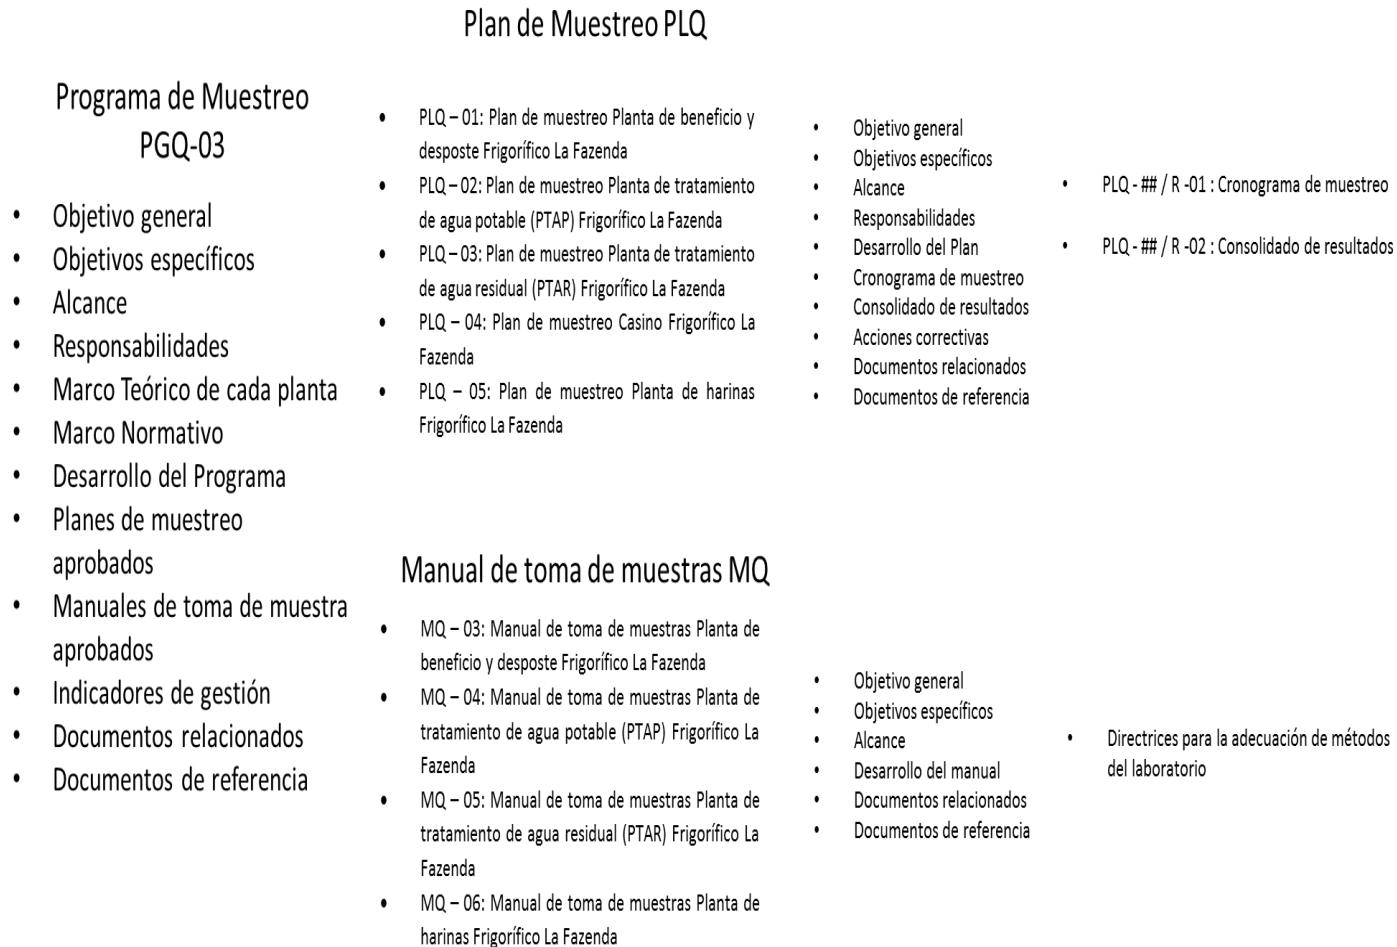 Programa de Muestreo
PGQ-03
• Objetivo general
• Objetivos específicos
• Alcance
• Responsabilidades
• Marco Teórico de cada planta
• Marco Normativo
• Desarrollo del Programa
• Planes de muestreo
aprobados
• Manuales de toma de muestra
aprobados
• Indicadores de gestión
• Documentos relacionados
• Documentos de referencia
Plan de Muestreo PLQ
• PLQ – 01: Plan de muestreo Planta de beneficio y
desposte Frigorífico La Fazenda
• PLQ – 02: Plan de muestreo Planta de tratamiento
de agua potable (PTAP) Frigorífico La Fazenda
• PLQ – 03: Plan de muestreo Planta de tratamiento
de agua residual (PTAR) Frigorífico La Fazenda
• PLQ – 04: Plan de muestreo Casino Frigorífico La
Fazenda
• PLQ – 05: Plan de muestreo Planta de harinas
Frigorífico La Fazenda
• Objetivo general
• Objetivos específicos
• Alcance
• Responsabilidades
• Desarrollo del Plan
• Cronograma de muestreo
• Consolidado de resultados
• Acciones correctivas
• Documentos relacionados
• Documentos de referencia
• PLQ - ## / R -01 : Cronograma de muestreo
• PLQ - ## / R -02 : Consolidado de resultados
Manual de toma de muestras MQ
• MQ – 03: Manual de toma de muestras Planta de
beneficio y desposte Frigorífico La Fazenda
• MQ – 04: Manual de toma de muestras Planta de
tratamiento de agua potable (PTAP) Frigorífico La
Fazenda
• MQ – 05: Manual de toma de muestras Planta de
tratamiento de agua residual (PTAR) Frigorífico La
Fazenda
• MQ – 06: Manual de toma de muestras Planta de
harinas Frigorífico La Fazenda
• Objetivo general
• Objetivos específicos
• Alcance
• Desarrollo del manual
• Documentos relacionados
• Documentos de referencia
• Directrices para la adecuación de métodos
del laboratorio